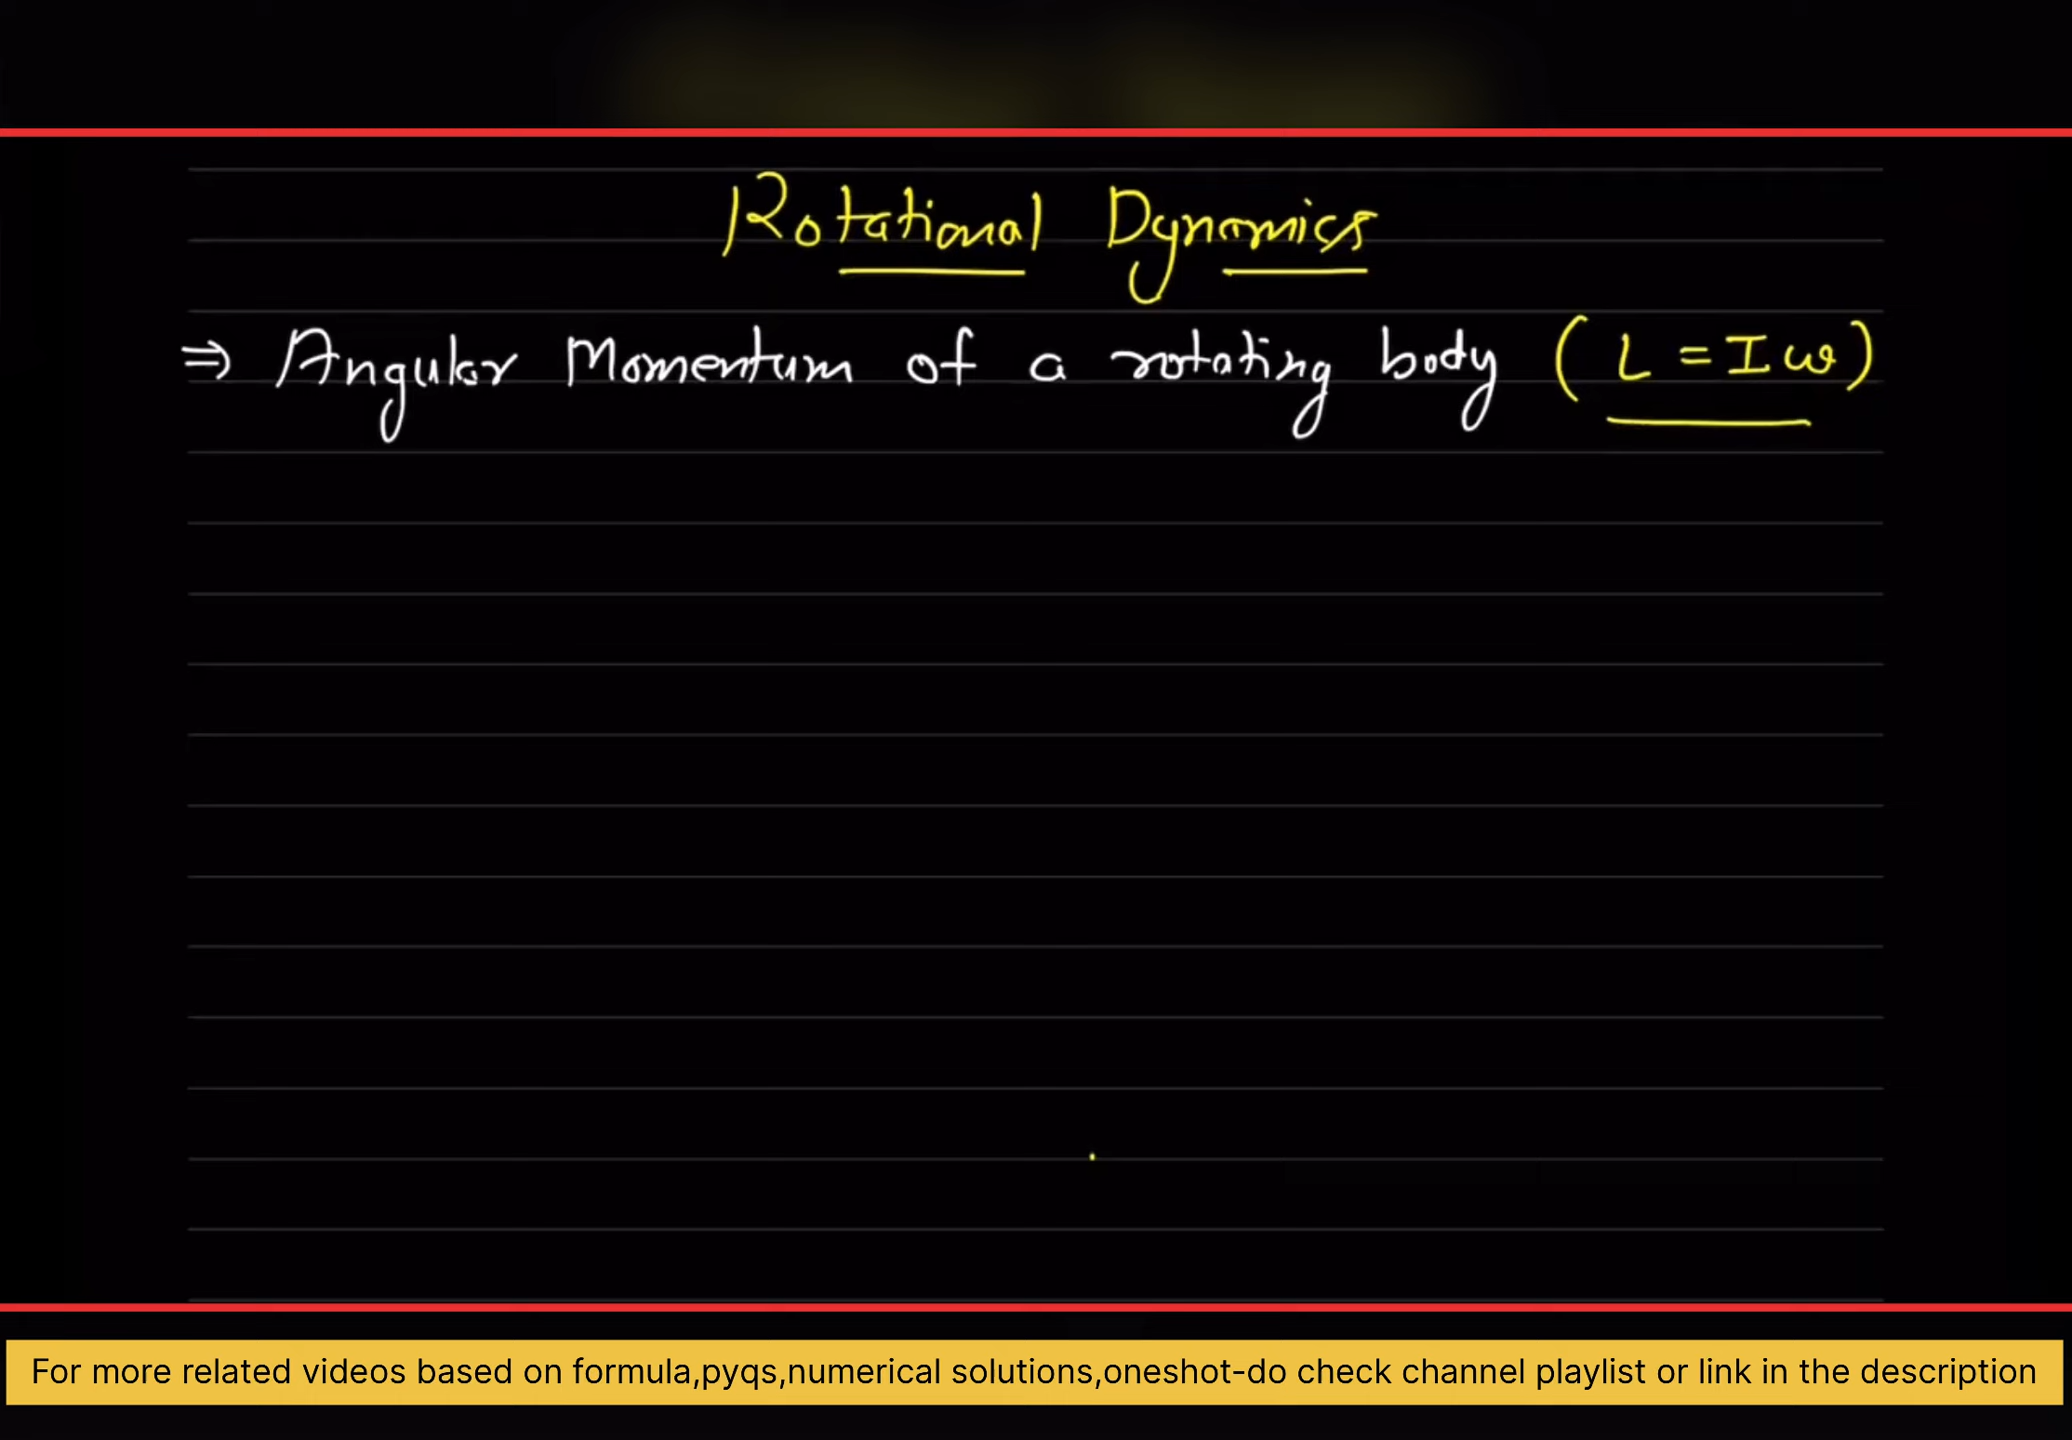 Rotational Dynamics
⇒ Angular Momentum of a rotating body ( L = I ω )
For more related videos based on formula,pyqs,numerical solutions,oneshot-do check channel playlist or link in the description